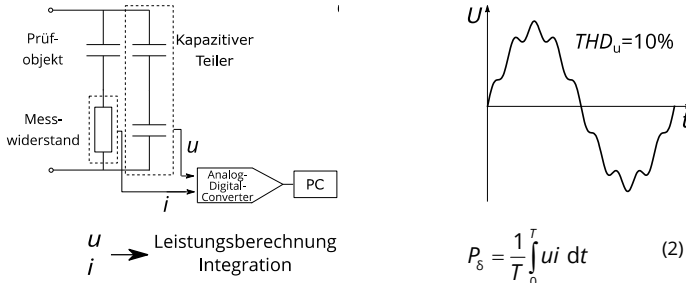 Prüf-
objekt
Kapazitiver
Teiler
Mess-
widerstand
u
i
Analog-
Digital-
Converter
PC
u
i
Leistungsberechnung
Integration
U
THDu=10%
t
Pδ = 1/T ∫₀ᵀ ui dt (2)